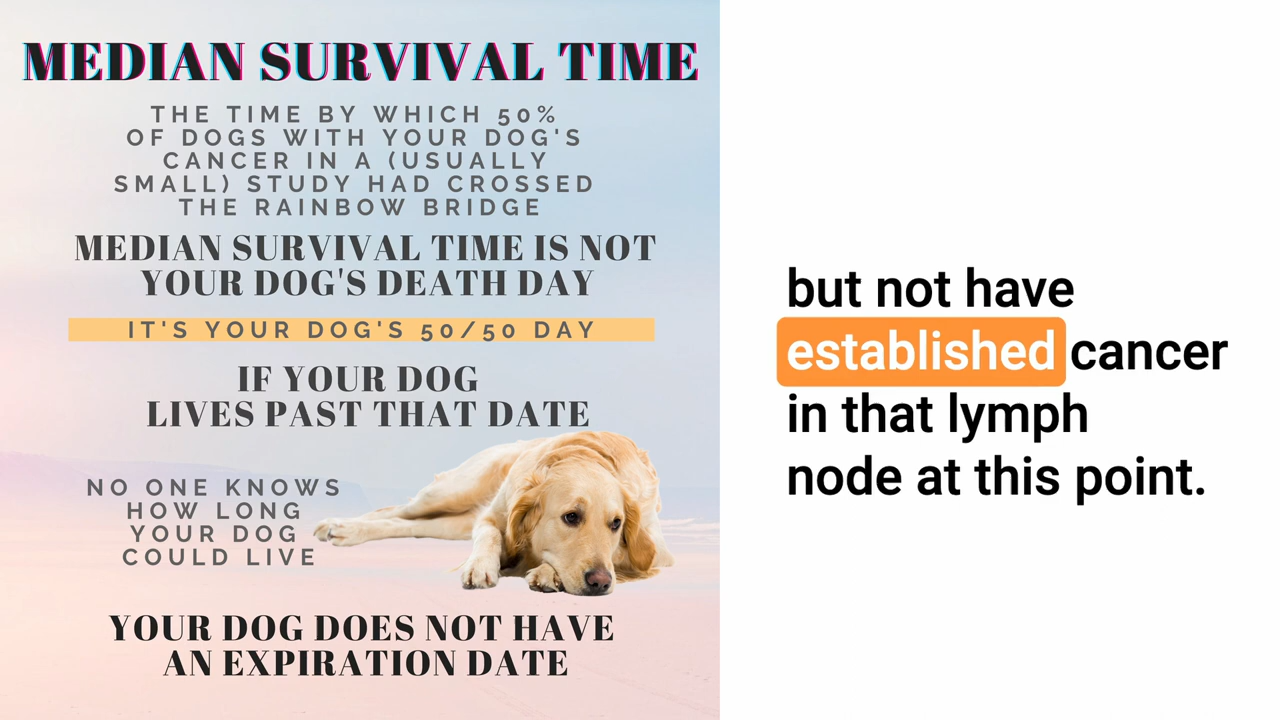 MEDIAN SURVIVAL TIME
THE TIME BY WHICH 50%
OF DOGS WITH YOUR DOG'S
CANCER IN A (USUALLY
SMALL) STUDY HAD CROSSED
THE RAINBOW BRIDGE
MEDIAN SURVIVAL TIME IS NOT
YOUR DOG'S DEATH DAY
IT'S YOUR DOG'S 50/50 DAY
IF YOUR DOG
LIVES PAST THAT DATE
NO ONE KNOWS
HOW LONG
YOUR DOG
COULD LIVE
YOUR DOG DOES NOT HAVE
AN EXPIRATION DATE
but not have
established cancer
in that lymph
node at this point.